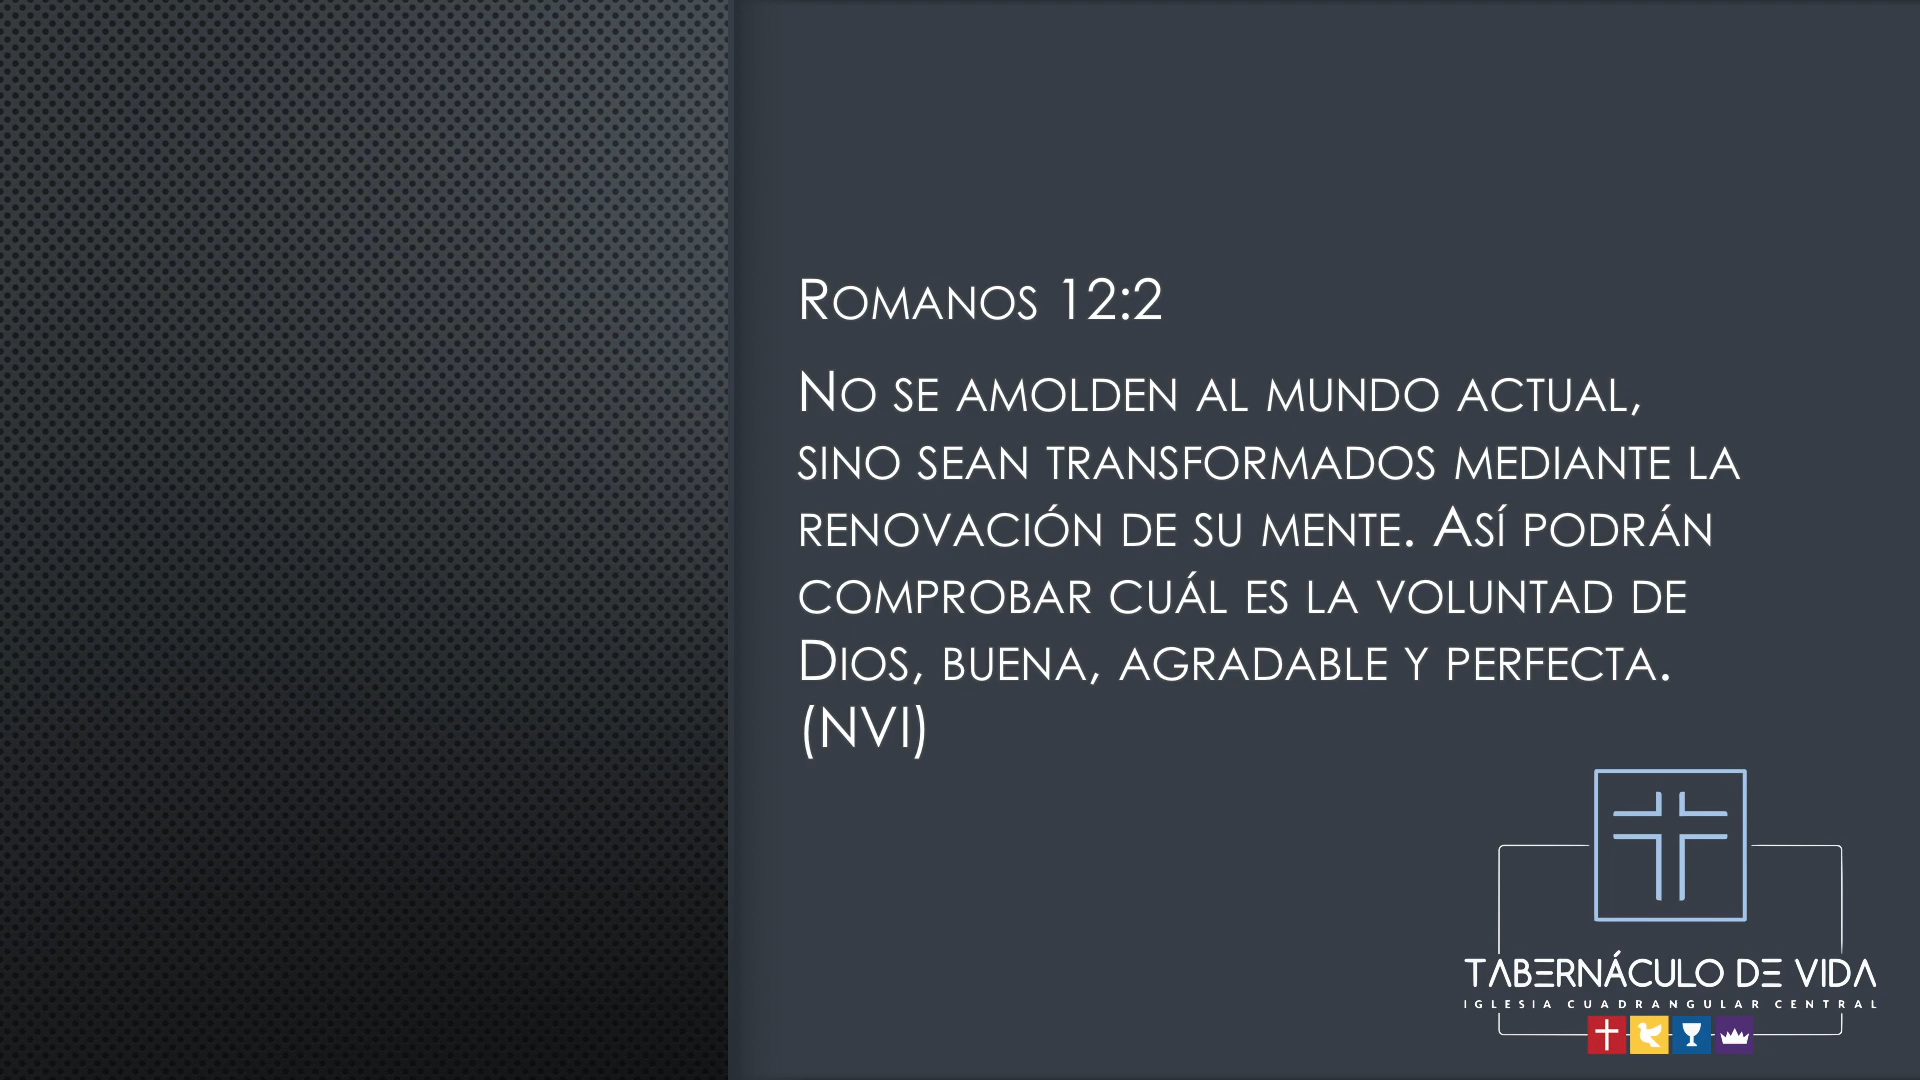 Romanos 12:2
No se amolden al mundo actual,
sino sean transformados mediante la
renovación de su mente. Así podrán
comprobar cuál es la voluntad de
Dios, buena, agradable y perfecta.
(NVI)
TABERNÁCULO DE VIDA
IGLESIA CUADRANGULAR CENTRAL